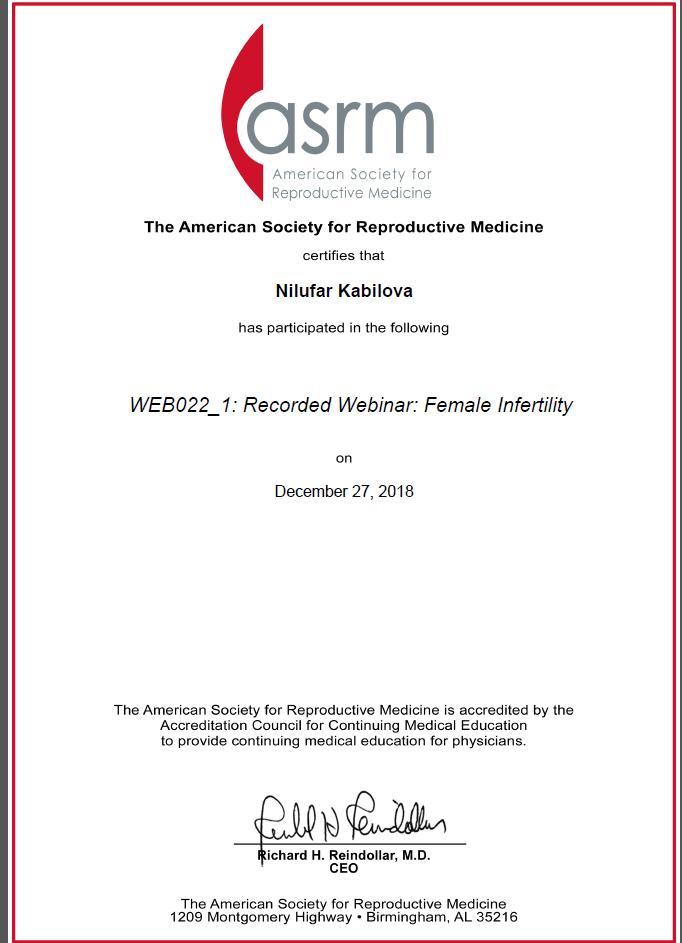 asrm
American Society for
Reproductive Medicine
The American Society for Reproductive Medicine
certifies that
Nilufar Kabilova
has participated in the following
WEB022_1: Recorded Webinar: Female Infertility
on
December 27, 2018
The American Society for Reproductive Medicine is accredited by the
Accreditation Council for Continuing Medical Education
to provide continuing medical education for physicians.
Richard H. Reindollar, M.D.
CEO
The American Society for Reproductive Medicine
1209 Montgomery Highway • Birmingham, AL 35216